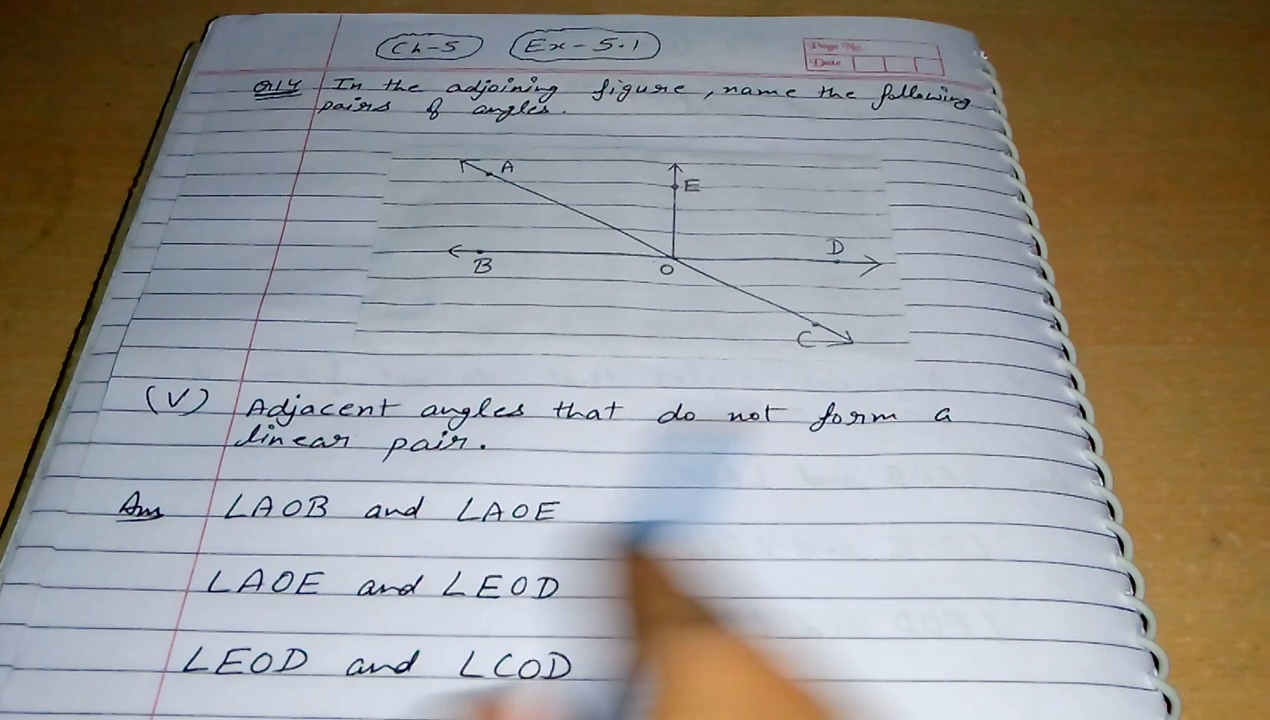 Ch-5 Ex-5.1
Page No.
Date
Q14 In the adjoining figure, name the following
pairs of angles.
A
E
D
B
O
C
(V) Adjacent angles that do not form a
linear pair.
Ans ∠AOB and ∠AOE
∠AOE and ∠EOD
∠EOD and ∠COD